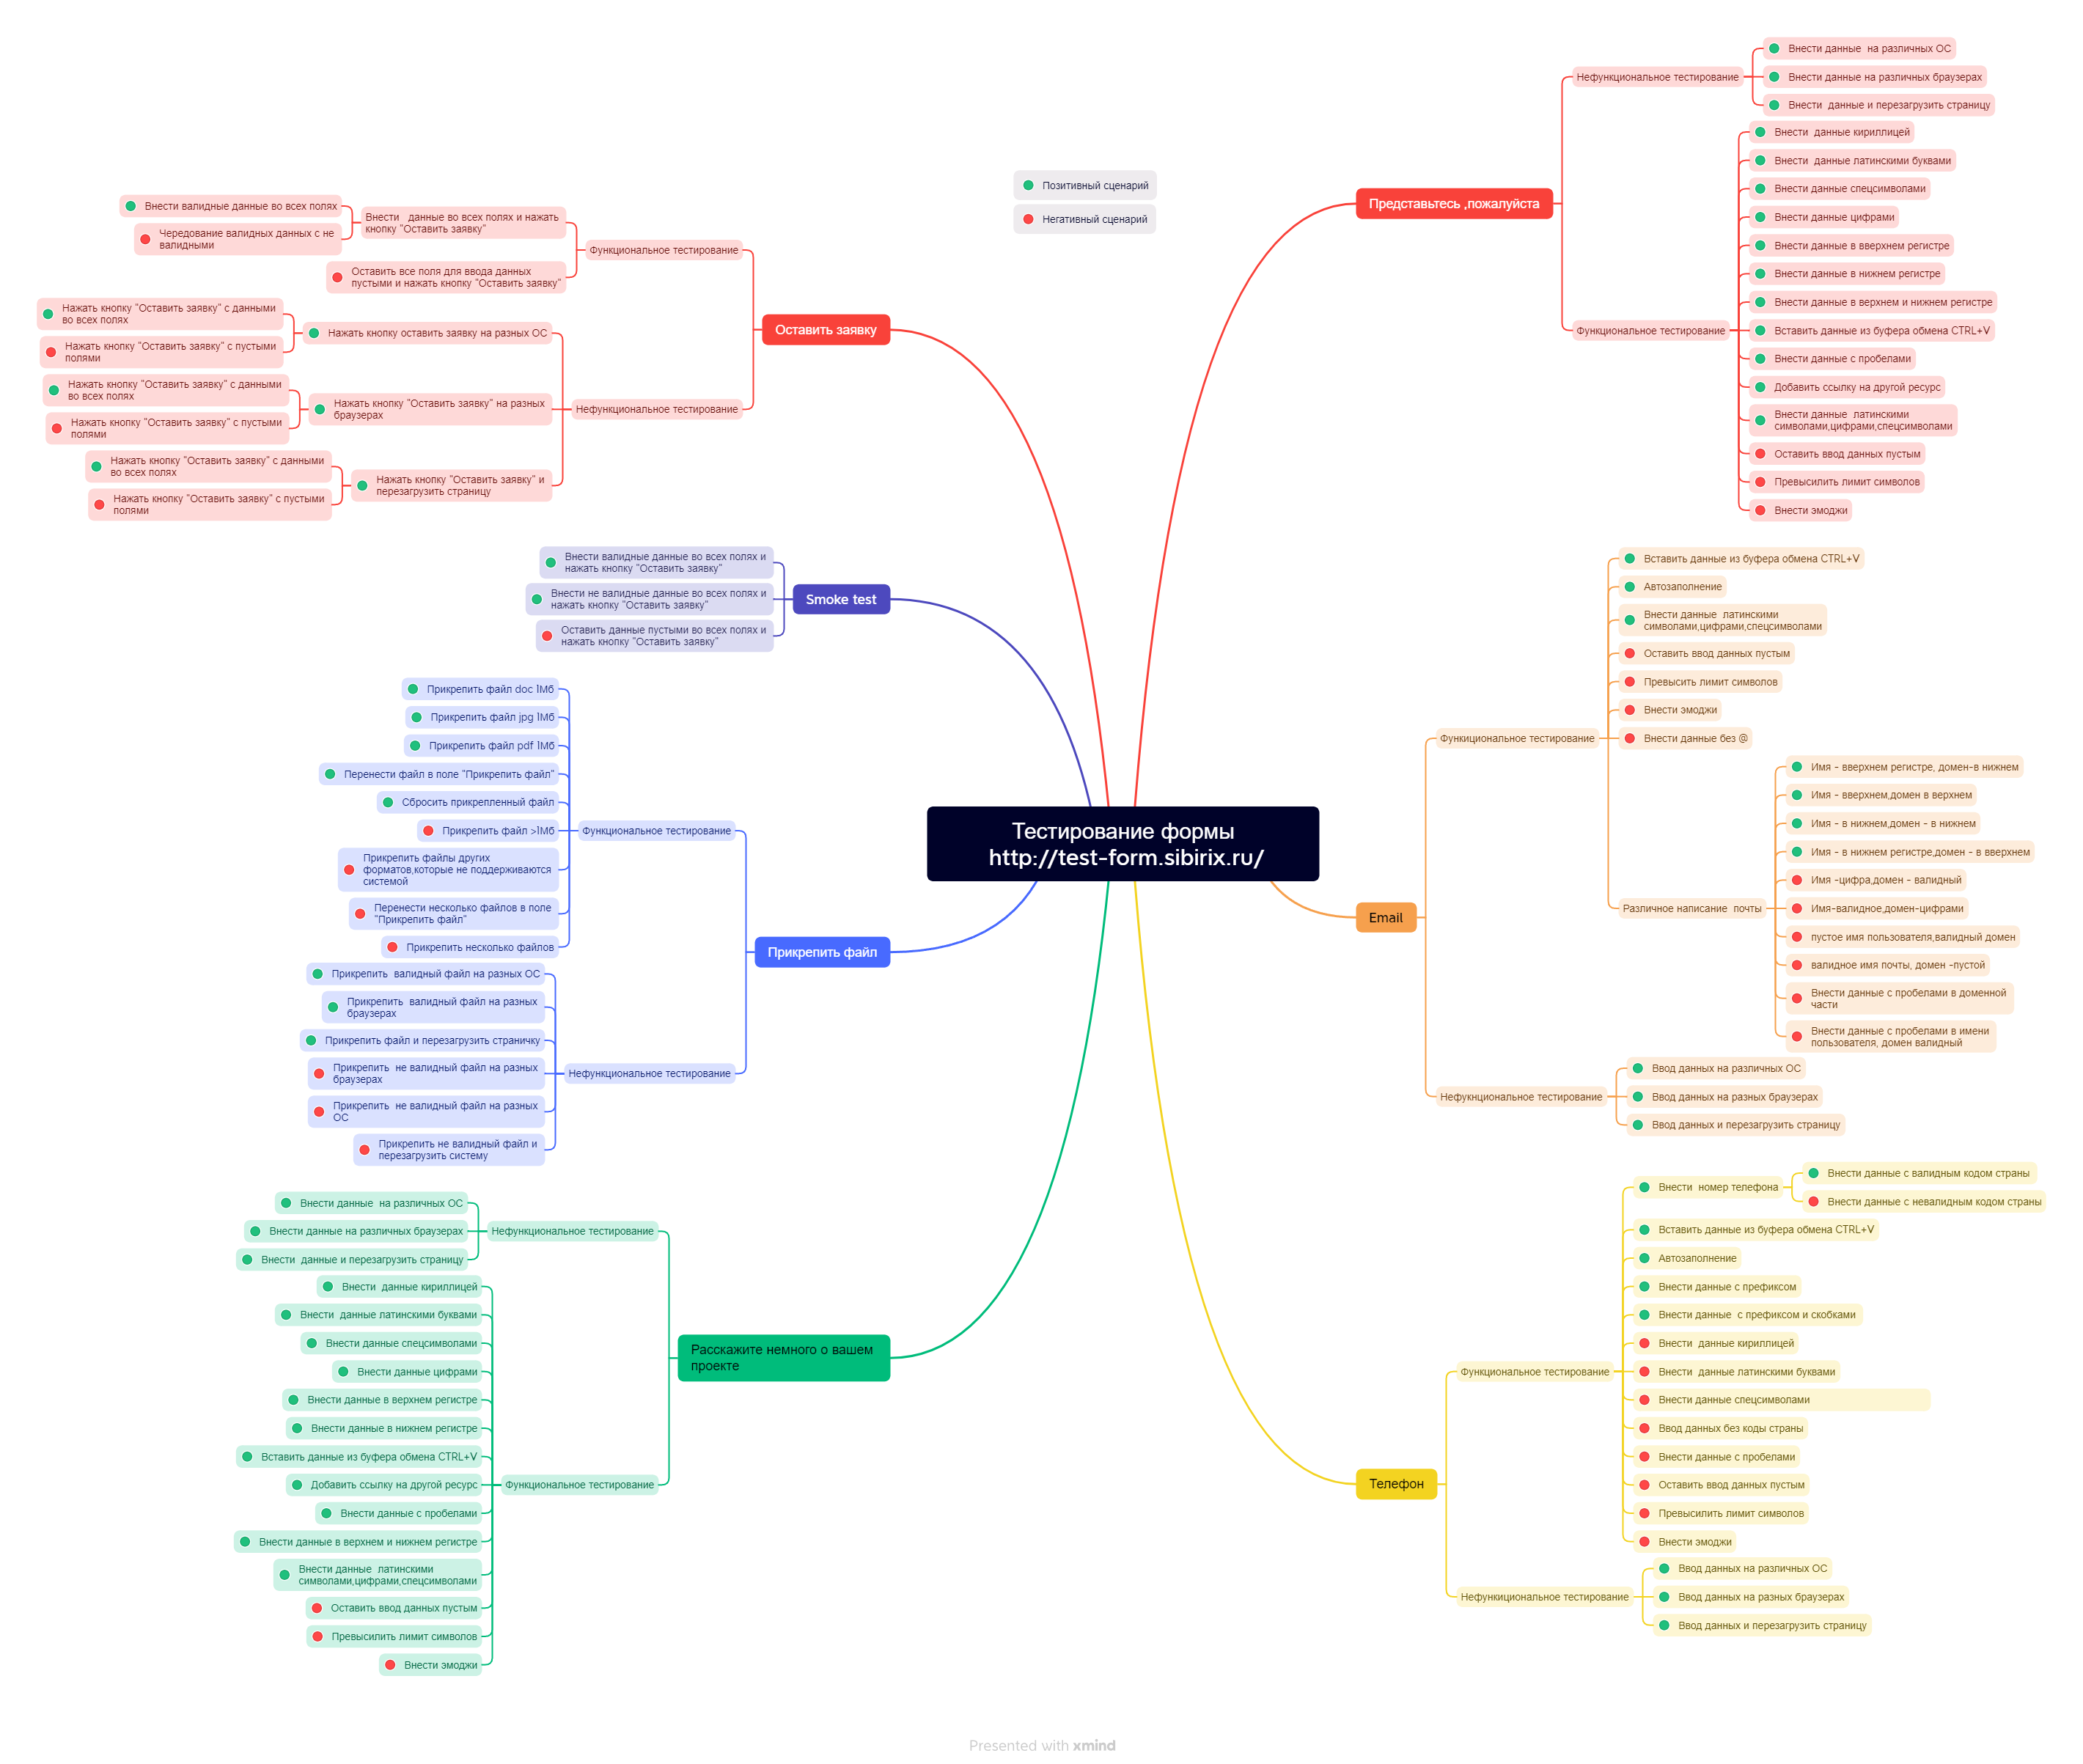 Позитивный сценарий
Негативный сценарий
Тестирование формы
http://test-form.sibirix.ru/
Представьтесь ,пожалуйста
Нефункциональное тестирование
Внести данные  на различных ОС
Внести данные на различных браузерах
Внести  данные и перезагрузить страницу
Функциональное тестирование
Внести  данные кириллицей
Внести  данные латинскими буквами
Внести данные спецсимволами
Внести данные цифрами
Внести данные в вверхнем регистре
Внести данные в нижнем регистре
Внести данные в верхнем и нижнем регистре
Вставить данные из буфера обмена CTRL+V
Внести данные с пробелами
Добавить ссылку на другой ресурс
Внести данные  латинскими
символами,цифрами,спецсимволами
Оставить ввод данных пустым
Превысилить лимит символов
Внести эмоджи
Email
Функициональное тестирование
Вставить данные из буфера обмена CTRL+V
Автозаполнение
Внести данные  латинскими
символами,цифрами,спецсимволами
Оставить ввод данных пустым
Превысить лимит символов
Внести эмоджи
Внести данные без @
Различное написание  почты
Имя - вверхнем регистре, домен-в нижнем
Имя - вверхнем,домен в верхнем
Имя - в нижнем,домен - в нижнем
Имя - в нижнем регистре,домен - в вверхнем
Имя -цифра,домен - валидный
Имя-валидное,домен-цифрами
пустое имя пользователя,валидный домен
валидное имя почты, домен -пустой
Внести данные с пробелами в доменной
части
Внести данные с пробелами в имени
пользователя, домен валидный
Нефукнциональное тестирование
Ввод данных на различных ОС
Ввод данных на разных браузерах
Ввод данных и перезагрузить страницу
Телефон
Функциональное тестирование
Внести  номер телефона
Внести данные с валидным кодом страны
Внести данные с невалидным кодом страны
Вставить данные из буфера обмена CTRL+V
Автозаполнение
Внести данные с префиксом
Внести данные  с префиксом и скобками
Внести  данные кириллицей
Внести  данные латинскими буквами
Внести данные спецсимволами
Ввод данных без коды страны
Внести данные с пробелами
Оставить ввод данных пустым
Превысилить лимит символов
Внести эмоджи
Нефункициональное тестирование
Ввод данных на различных ОС
Ввод данных на разных браузерах
Ввод данных и перезагрузить страницу
Оставить заявку
Функциональное тестирование
Внести   данные во всех полях и нажать
кнопку "Оставить заявку"
Внести валидные данные во всех полях
Чередование валидных данных с не
валидными
Оставить все поля для ввода данных
пустыми и нажать кнопку "Оставить заявку"
Нефункциональное тестирование
Нажать кнопку оставить заявку на разных ОС
Нажать кнопку "Оставить заявку" с данными
во всех полях
Нажать кнопку "Оставить заявку" с пустыми
полями
Нажать кнопку "Оставить заявку" на разных
браузерах
Нажать кнопку "Оставить заявку" с данными
во всех полях
Нажать кнопку "Оставить заявку" с пустыми
полями
Нажать кнопку "Оставить заявку" и
перезагрузить страницу
Нажать кнопку "Оставить заявку" с данными
во всех полях
Нажать кнопку "Оставить заявку" с пустыми
полями
Smoke test
Внести валидные данные во всех полях и
нажать кнопку "Оставить заявку"
Внести не валидные данные во всех полях и
нажать кнопку "Оставить заявку"
Оставить данные пустыми во всех полях и
нажать кнопку "Оставить заявку"
Прикрепить файл
Функциональное тестирование
Прикрепить файл doc 1Мб
Прикрепить файл jpg 1Мб
Прикрепить файл pdf 1Мб
Перенести файл в поле "Прикрепить файл"
Сбросить прикрепленный файл
Прикрепить файл >1Мб
Прикрепить файлы других
форматов,которые не поддерживаются
системой
Перенести несколько файлов в поле
"Прикрепить файл"
Прикрепить несколько файлов
Нефункциональное тестирование
Прикрепить  валидный файл на разных ОС
Прикрепить  валидный файл на разных
браузерах
Прикрепить файл и перезагрузить страничку
Прикрепить  не валидный файл на разных
браузерах
Прикрепить  не валидный файл на разных
ОС
Прикрепить не валидный файл и
перезагрузить систему
Расскажите немного о вашем
проекте
Нефункциональное тестирование
Внести данные  на различных ОС
Внести данные на различных браузерах
Внести  данные и перезагрузить страницу
Функциональное тестирование
Внести  данные кириллицей
Внести  данные латинскими буквами
Внести данные спецсимволами
Внести данные цифрами
Внести данные в верхнем регистре
Внести данные в нижнем регистре
Вставить данные из буфера обмена CTRL+V
Добавить ссылку на другой ресурс
Внести данные с пробелами
Внести данные в верхнем и нижнем регистре
Внести данные  латинскими
символами,цифрами,спецсимволами
Оставить ввод данных пустым
Превысилить лимит символов
Внести эмоджи
Presented with xmind